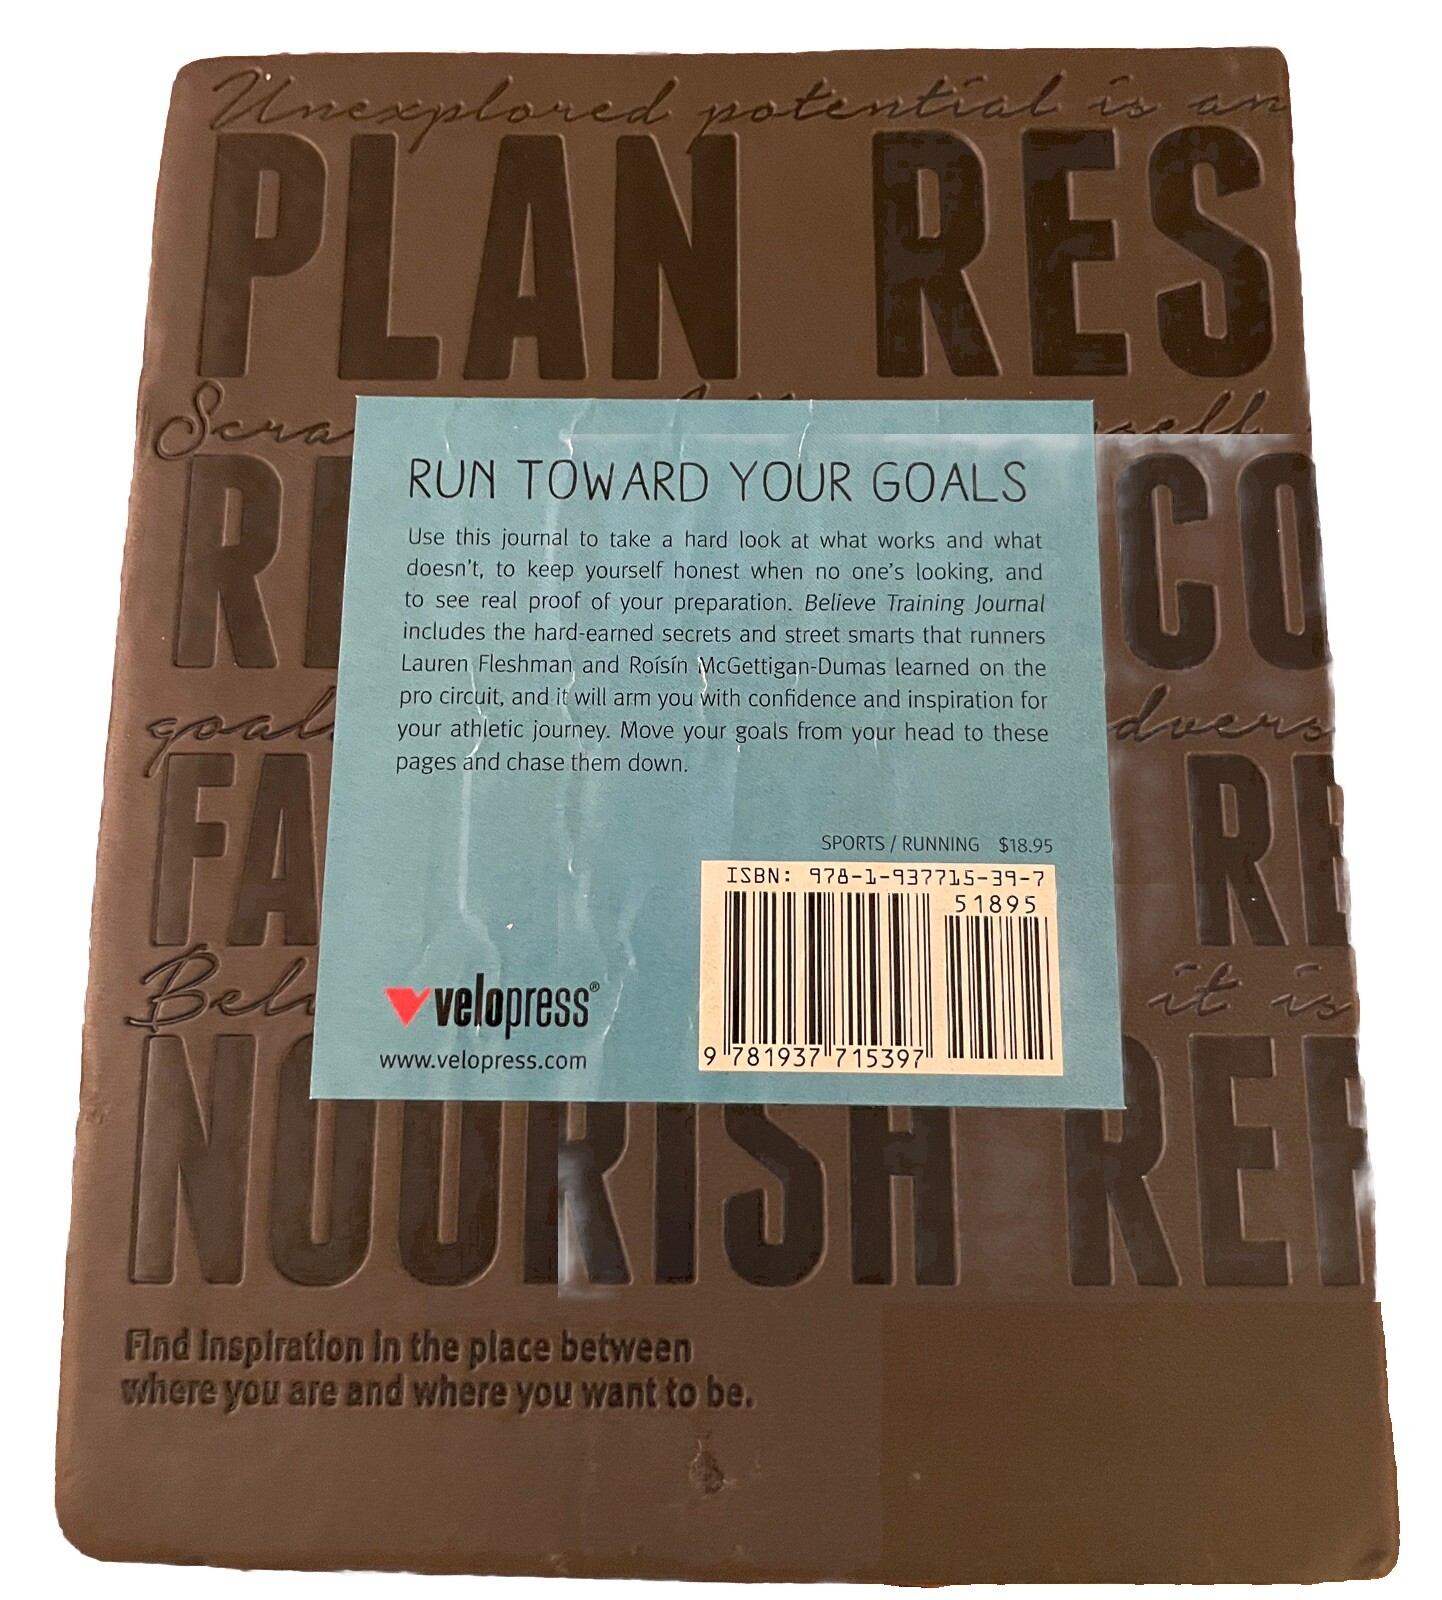 Unexplored potential is an
PLAN RES
goal
FA RE
it is
NOURISH
RUN TOWARD YOUR GOALS
Use this journal to take a hard look at what works and what
doesn't, to keep yourself honest when no one's looking, and
to see real proof of your preparation. Believe Training Journal
includes the hard-earned secrets and street smarts that runners
Lauren Fleshman and Roísín McGettigan-Dumas learned on the
pro circuit, and it will arm you with confidence and inspiration for
your athletic journey. Move your goals from your head to these
pages and chase them down.
SPORTS / RUNNING $18.95
ISBN: 978-1-937715-39-7
51895
velopress®
www.velopress.com
9 781937 715397
Find inspiration in the place between
where you are and where you want to be.